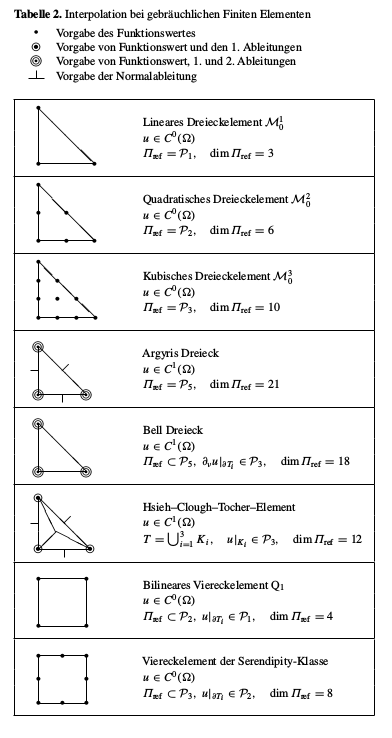 Tabelle 2. Interpolation bei gebräuchlichen Finiten Elementen
Vorgabe des Funktionswertes
Vorgabe von Funktionswert und den 1. Ableitungen
Vorgabe von Funktionswert, 1. und 2. Ableitungen
Vorgabe der Normalableitung
Lineares Dreieckelement ℳ₀¹
u ∈ C⁰(Ω)
Π_ref = 𝒫₁, dim Π_ref = 3
Quadratisches Dreieckelement ℳ₀²
u ∈ C⁰(Ω)
Π_ref = 𝒫₂, dim Π_ref = 6
Kubisches Dreieckelement ℳ₀³
u ∈ C⁰(Ω)
Π_ref = 𝒫₃, dim Π_ref = 10
Argyris Dreieck
u ∈ C¹(Ω)
Π_ref = 𝒫₅, dim Π_ref = 21
Bell Dreieck
u ∈ C¹(Ω)
Π_ref ⊂ 𝒫₅, ∂_νu|_∂T_i ∈ 𝒫₃, dim Π_ref = 18
Hsieh–Clough–Tocher–Element
u ∈ C¹(Ω)
T = ⋃³_i=1 K_i, u|_K_i ∈ 𝒫₃, dim Π_ref = 12
Bilineares Viereckelement Q₁
u ∈ C⁰(Ω)
Π_ref ⊂ 𝒫₂, u|_∂T_i ∈ 𝒫₁, dim Π_ref = 4
Viereckelement der Serendipity-Klasse
u ∈ C⁰(Ω)
Π_ref ⊂ 𝒫₃, u|_∂T_i ∈ 𝒫₂, dim Π_ref = 8